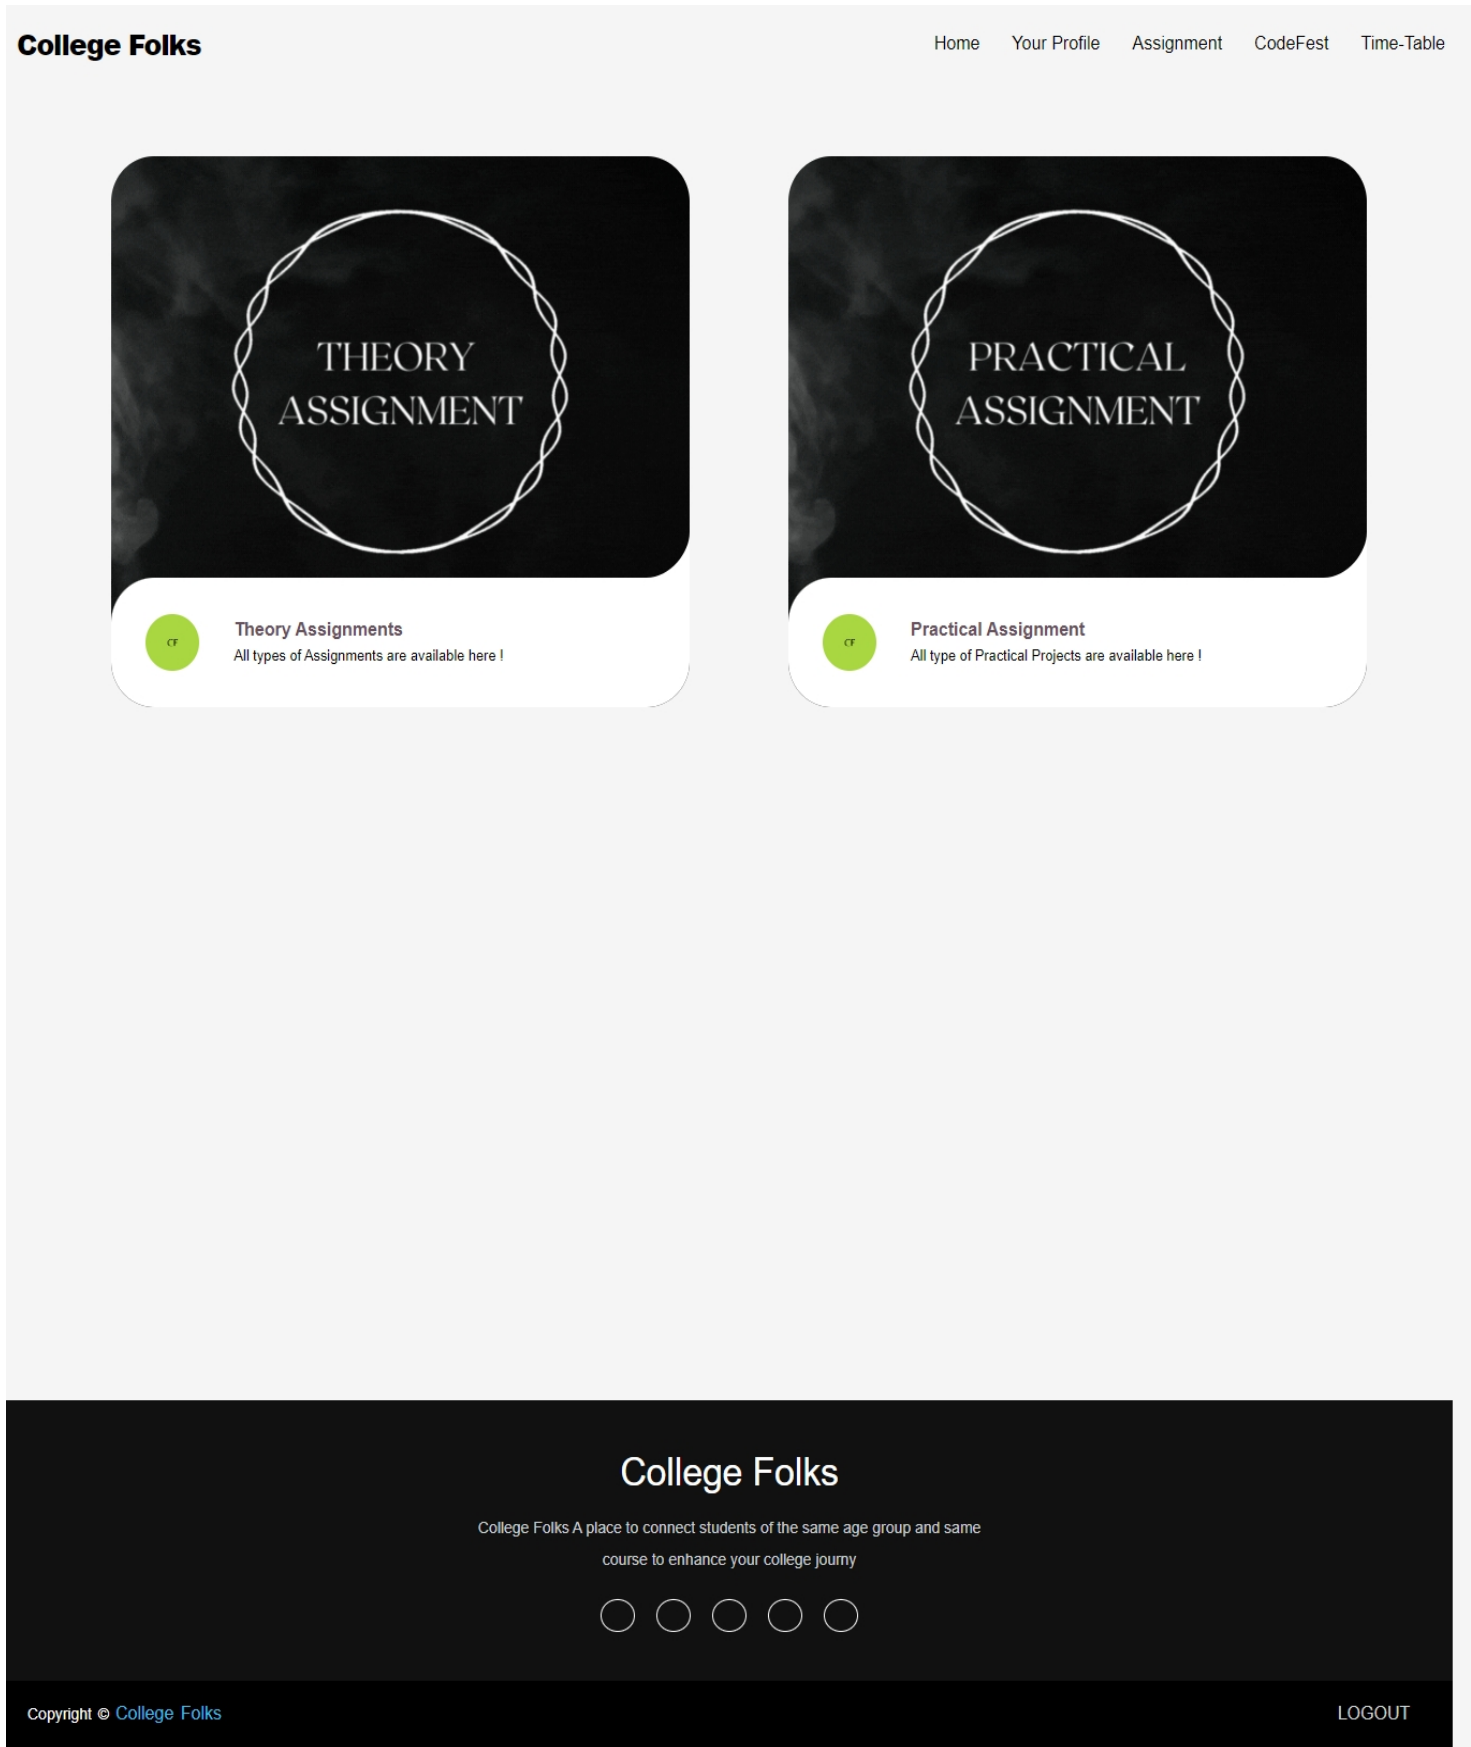 College Folks
Home Your Profile Assignment CodeFest Time-Table
THEORY
ASSIGNMENT
CF
Theory Assignments
All types of Assignments are available here !
PRACTICAL
ASSIGNMENT
CF
Practical Assignment
All type of Practical Projects are available here !
College Folks
College Folks A place to connect students of the same age group and same
course to enhance your college journy
Copyright © College Folks
LOGOUT